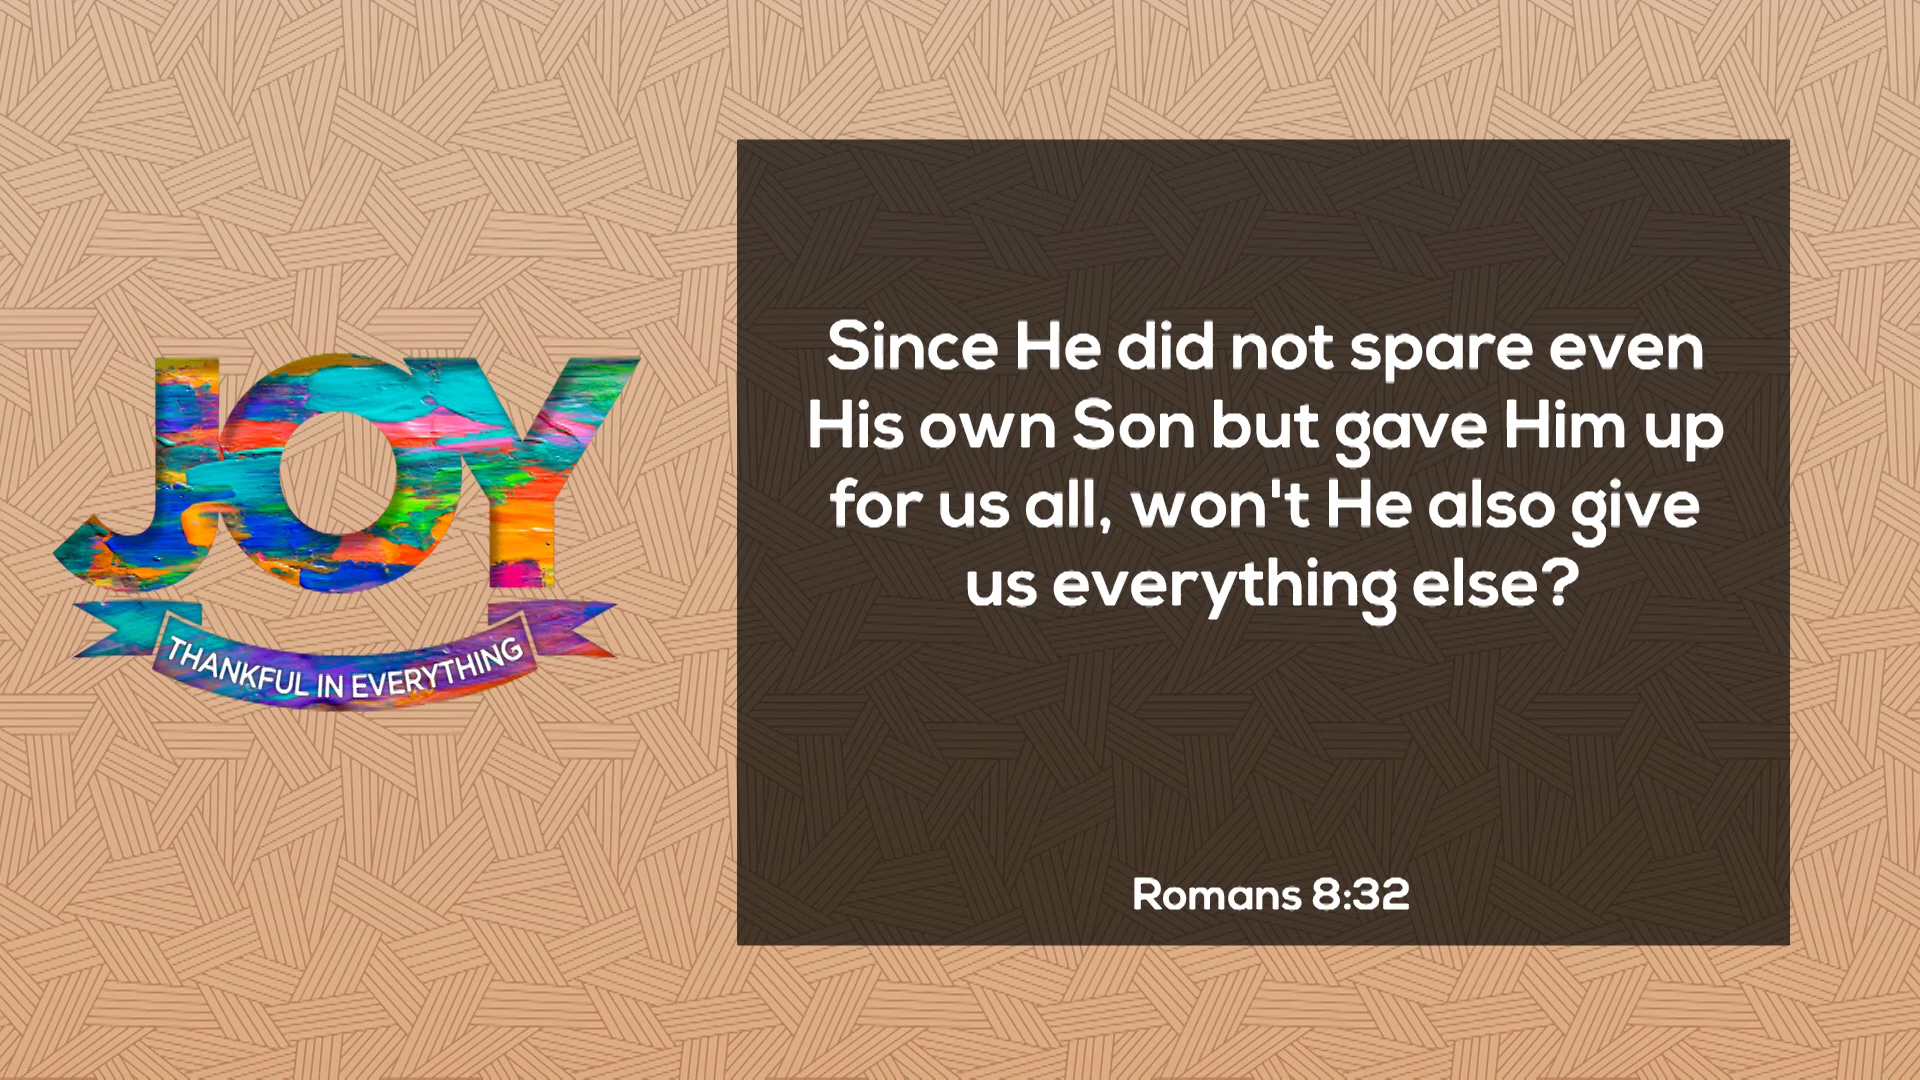 JOY
THANKFUL IN EVERYTHING
Since He did not spare even
His own Son but gave Him up
for us all, won't He also give
us everything else?
Romans 8:32